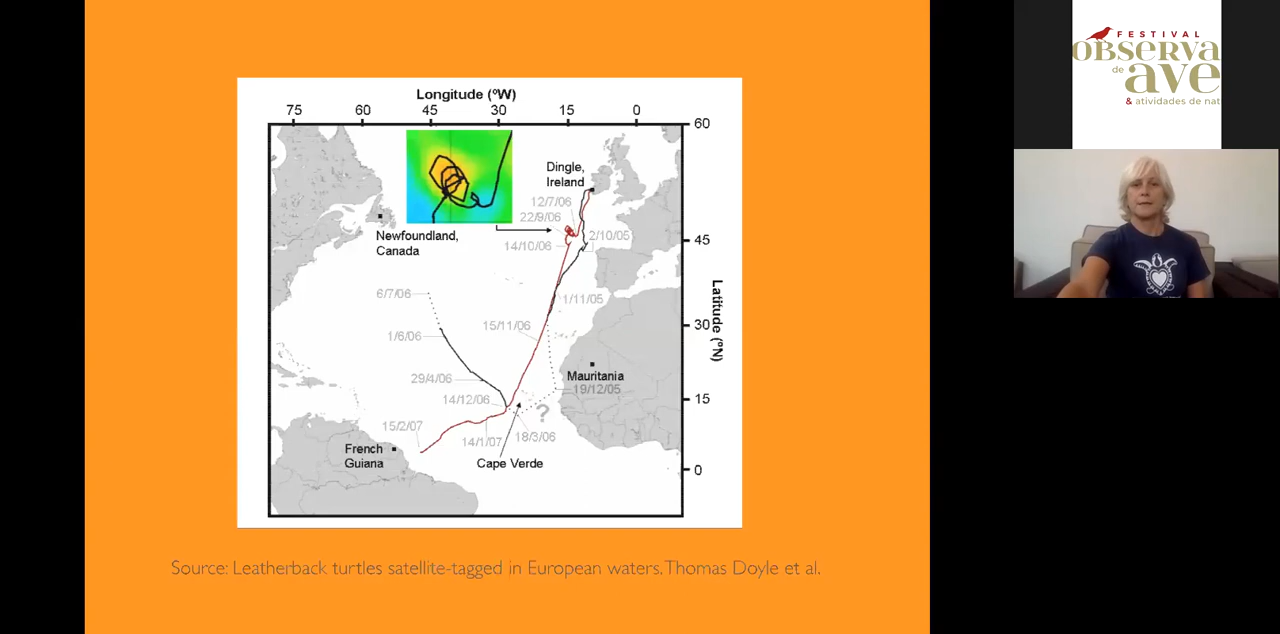 Longitude (ºW)
75 60 45 30 15 0
60
Dingle,
Ireland
12/7/06
22/9/06
14/10/06
2/10/05
45
Newfoundland,
Canada
6/7/06
1/11/05
15/11/06
30
1/6/06
Latitude (ºN)
Mauritania
19/12/05
29/4/06
14/12/06
15
?
15/2/07
14/1/07
18/3/06
French
Guiana
Cape Verde
0
Source: Leatherback turtles satellite-tagged in European waters. Thomas Doyle et al.
FESTIVAL
OBSERVA
de
ave
& atividades de nat